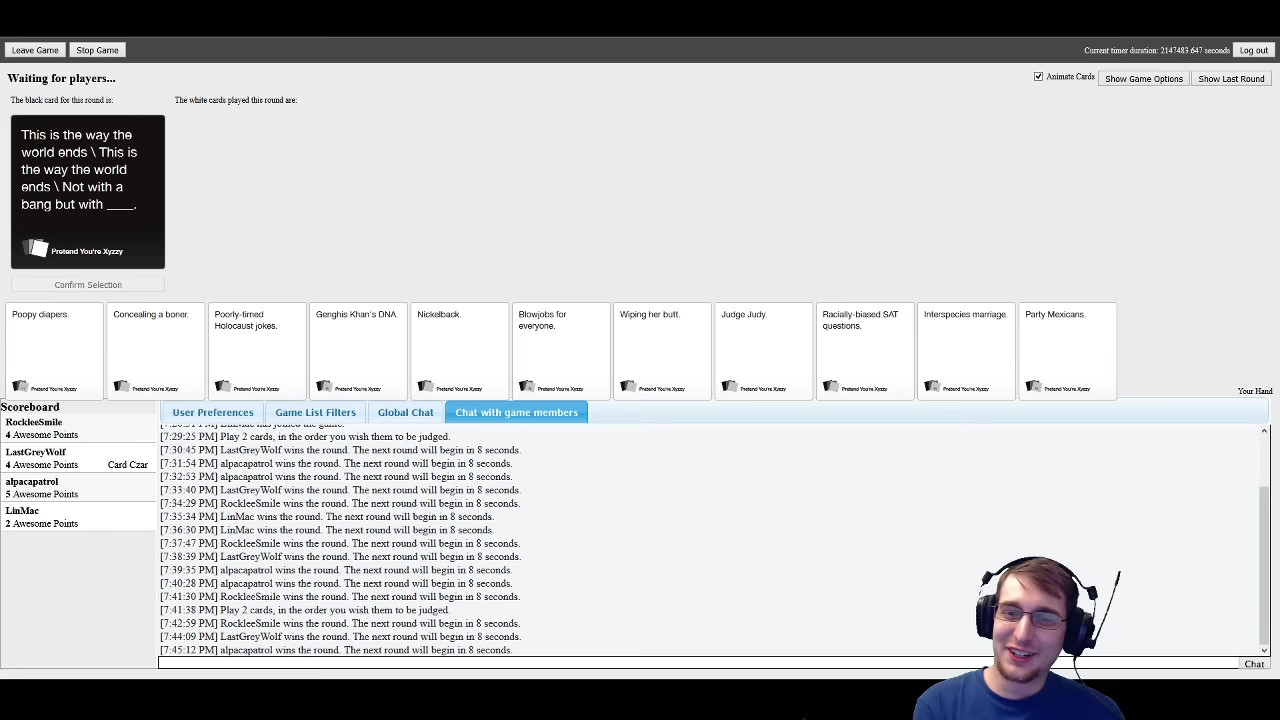 Leave Game Stop Game Current timer duration: 2147483.647 seconds Log out
Waiting for players... Animate Cards Show Game Options Show Last Round
The black card for this round is: The white cards played this round are:
This is the way the
world ends \ This is
the way the world
ends \ Not with a
bang but with ____.
Pretend You're Xyzzy
Confirm Selection
Poopy diapers.
Pretend You're Xyzzy
Concealing a boner.
Pretend You're Xyzzy
Poorly-timed
Holocaust jokes.
Pretend You're Xyzzy
Genghis Khan's DNA.
Pretend You're Xyzzy
Nickelback.
Pretend You're Xyzzy
Blowjobs for
everyone.
Pretend You're Xyzzy
Wiping her butt.
Pretend You're Xyzzy
Judge Judy.
Pretend You're Xyzzy
Racially-biased SAT
questions.
Pretend You're Xyzzy
Interspecies marriage.
Pretend You're Xyzzy
Party Mexicans.
Pretend You're Xyzzy
Your Hand
Scoreboard
RockleeSmile
4 Awesome Points
LastGreyWolf
4 Awesome Points Card Czar
alpacapatrol
5 Awesome Points
LinMac
2 Awesome Points
User Preferences Game List Filters Global Chat Chat with game members
[7:29:25 PM] Play 2 cards, in the order you wish them to be judged.
[7:30:45 PM] LastGreyWolf wins the round. The next round will begin in 8 seconds.
[7:31:54 PM] alpacapatrol wins the round. The next round will begin in 8 seconds.
[7:32:53 PM] alpacapatrol wins the round. The next round will begin in 8 seconds.
[7:33:40 PM] LastGreyWolf wins the round. The next round will begin in 8 seconds.
[7:34:29 PM] RockleeSmile wins the round. The next round will begin in 8 seconds.
[7:35:34 PM] LinMac wins the round. The next round will begin in 8 seconds.
[7:36:30 PM] LinMac wins the round. The next round will begin in 8 seconds.
[7:37:47 PM] RockleeSmile wins the round. The next round will begin in 8 seconds.
[7:38:39 PM] LastGreyWolf wins the round. The next round will begin in 8 seconds.
[7:39:35 PM] alpacapatrol wins the round. The next round will begin in 8 seconds.
[7:40:28 PM] alpacapatrol wins the round. The next round will begin in 8 seconds.
[7:41:30 PM] RockleeSmile wins the round. The next round will begin in 8 seconds.
[7:41:38 PM] Play 2 cards, in the order you wish them to be judged.
[7:42:59 PM] RockleeSmile wins the round. The next round will begin in 8 seconds.
[7:44:09 PM] LastGreyWolf wins the round. The next round will begin in 8 seconds.
[7:45:12 PM] alpacapatrol wins the round. The next round will begin in 8 seconds.
Chat